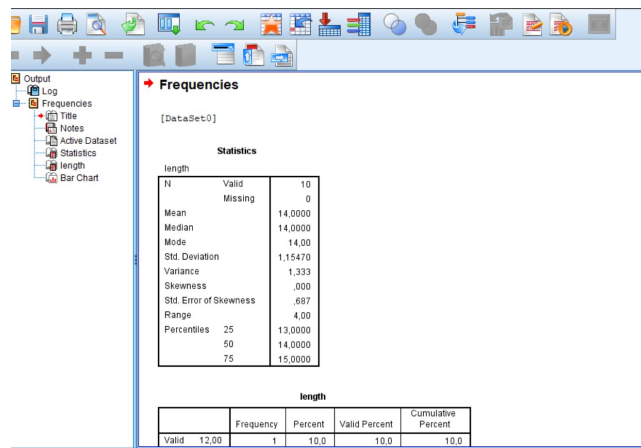 Output
Log
Frequencies
Title
Notes
Active Dataset
Statistics
length
Bar Chart
Frequencies
[DataSet0]
Statistics
length
N Valid 10
Missing 0
Mean 14,0000
Median 14,0000
Mode 14,00
Std. Deviation 1,15470
Variance 1,333
Skewness ,000
Std. Error of Skewness ,687
Range 4,00
Percentiles 25 13,0000
50 14,0000
75 15,0000
length
Frequency Percent Valid Percent Cumulative Percent
Valid 12,00 1 10,0 10,0 10,0